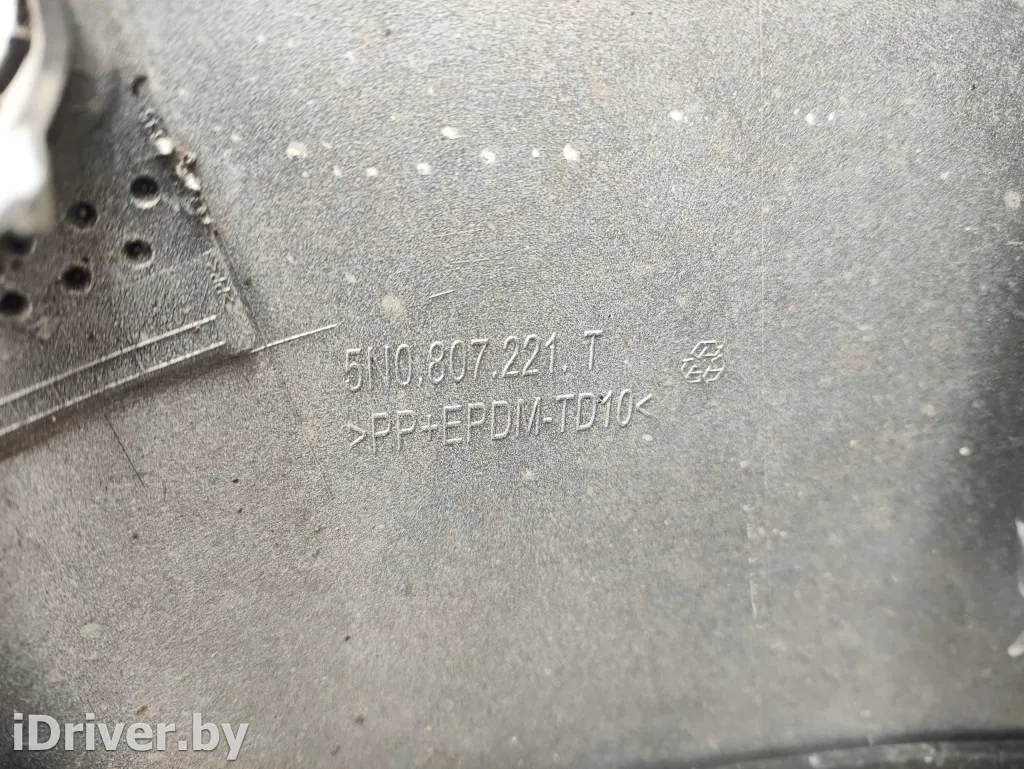 5N0.807.221.T
>PP+EPDM-TD10<
iDriver.by